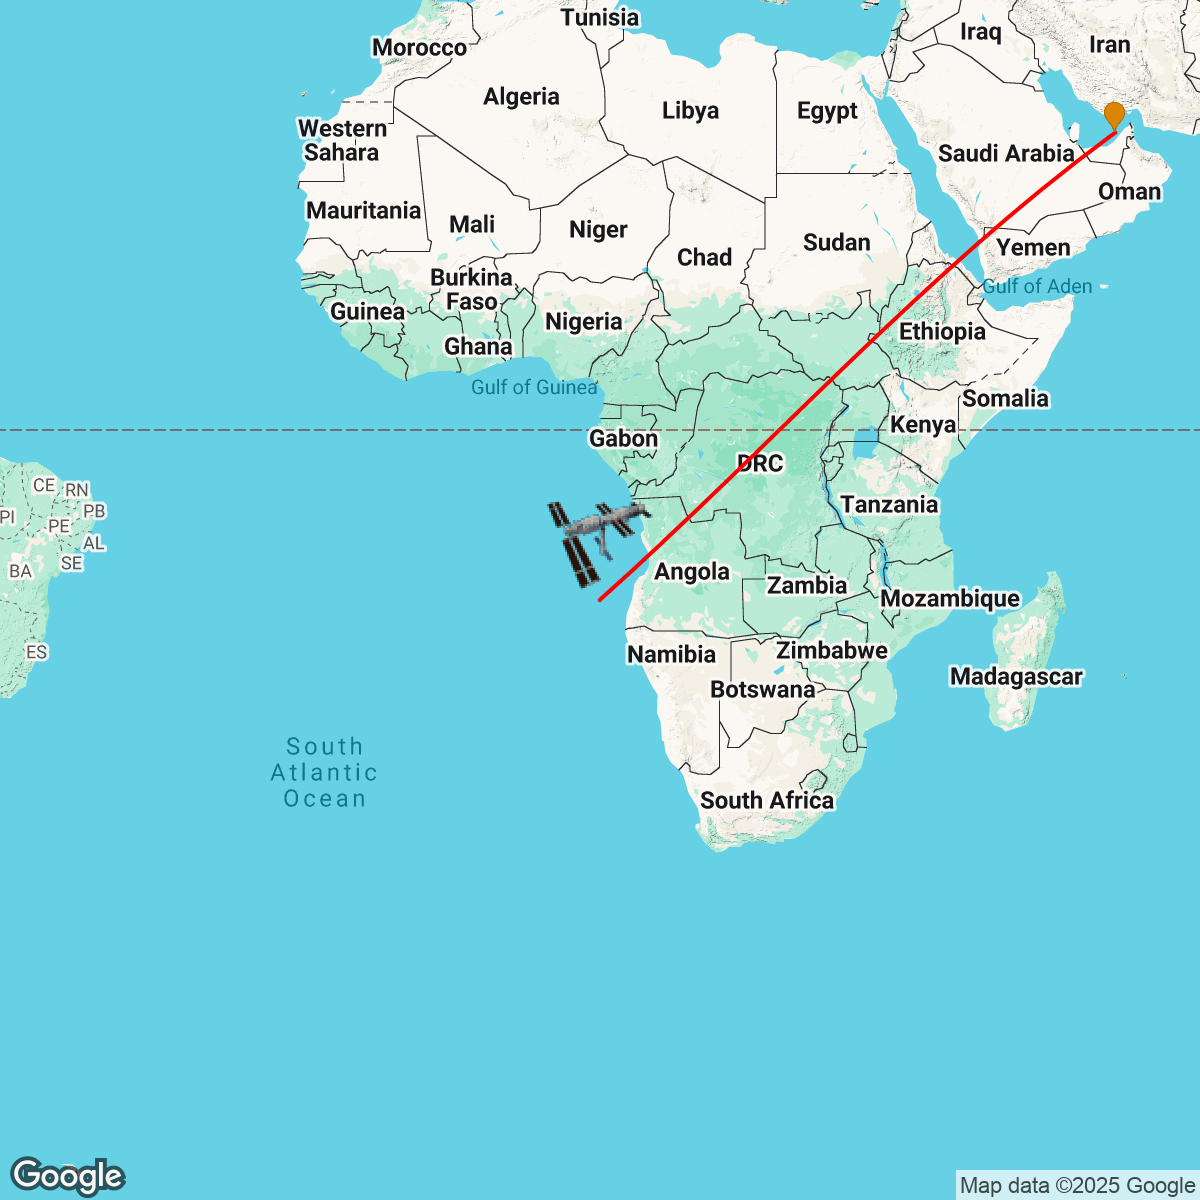 Tunisia
Morocco
Iraq
Iran
Algeria
Libya
Egypt
Western
Sahara
Saudi Arabia
Oman
Mauritania
Mali
Niger
Chad
Sudan
Yemen
Burkina
Faso
Gulf of Aden
Guinea
Nigeria
Ethiopia
Ghana
Gulf of Guinea
Somalia
Kenya
Gabon
DRC
CE
RN
PI
PE
PB
AL
SE
BA
ES
Tanzania
Angola
Zambia
Mozambique
Namibia
Zimbabwe
Botswana
Madagascar
South
Atlantic
Ocean
South Africa
Google
Map data ©2025 Google